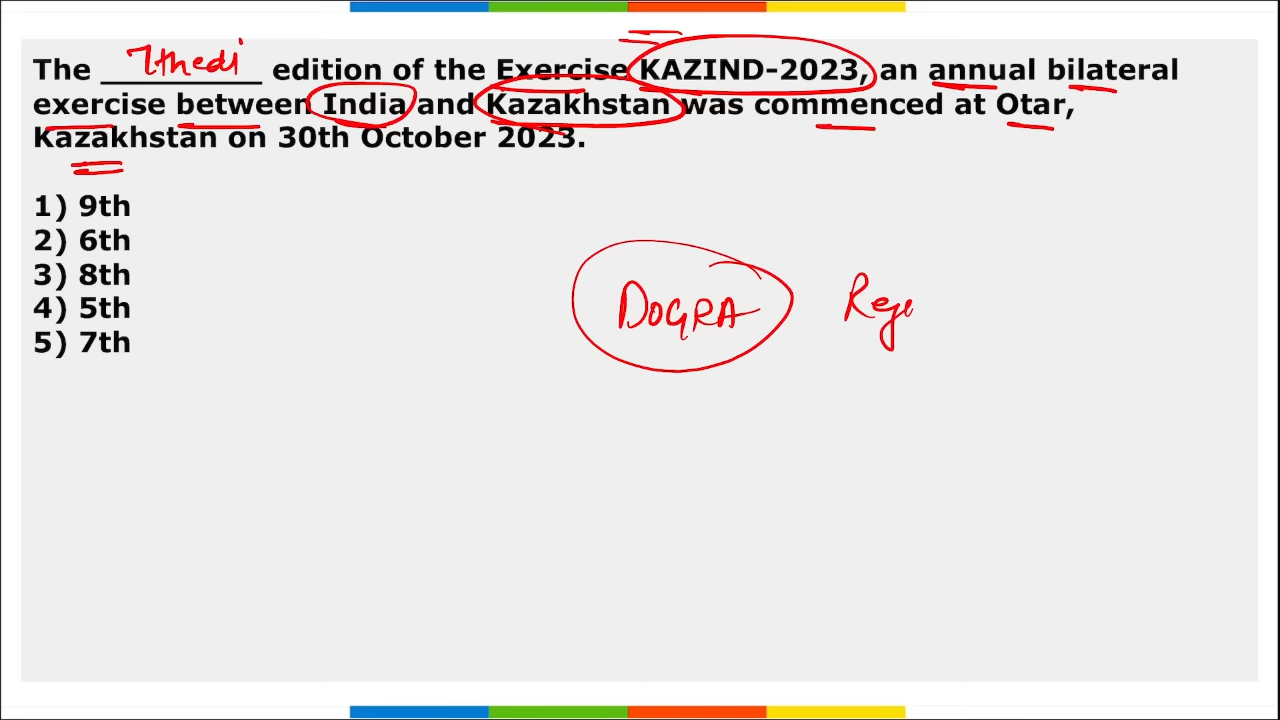 The 7th edi edition of the Exercise KAZIND-2023, an annual bilateral
exercise between India and Kazakhstan was commenced at Otar,
Kazakhstan on 30th October 2023.
1) 9th
2) 6th
3) 8th
4) 5th
5) 7th
DOGRA Reg